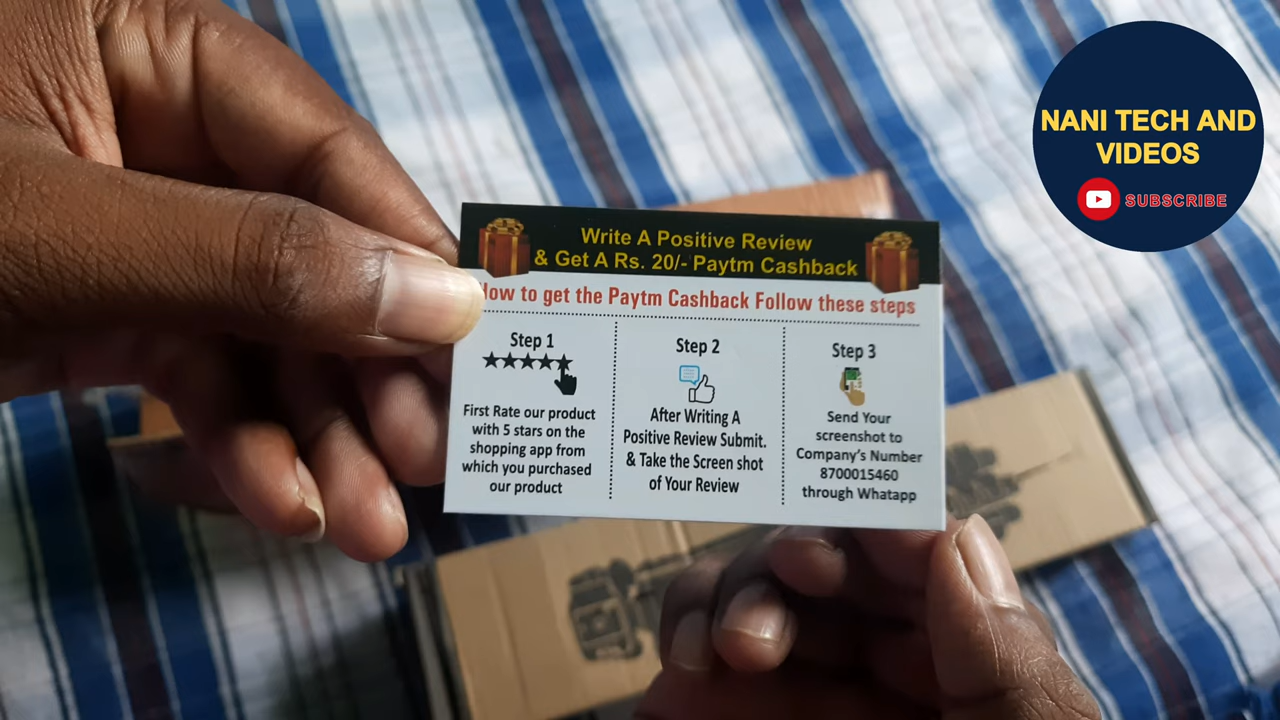 NANI TECH AND
VIDEOS
SUBSCRIBE
Write A Positive Review
& Get A Rs. 20/- Paytm Cashback
How to get the Paytm Cashback Follow these steps
Step 1
First Rate our product
with 5 stars on the
shopping app from
which you purchased
our product
Step 2
After Writing A
Positive Review Submit.
& Take the Screen shot
of Your Review
Step 3
Send Your
screenshot to
Company's Number
8700015460
through Whatapp